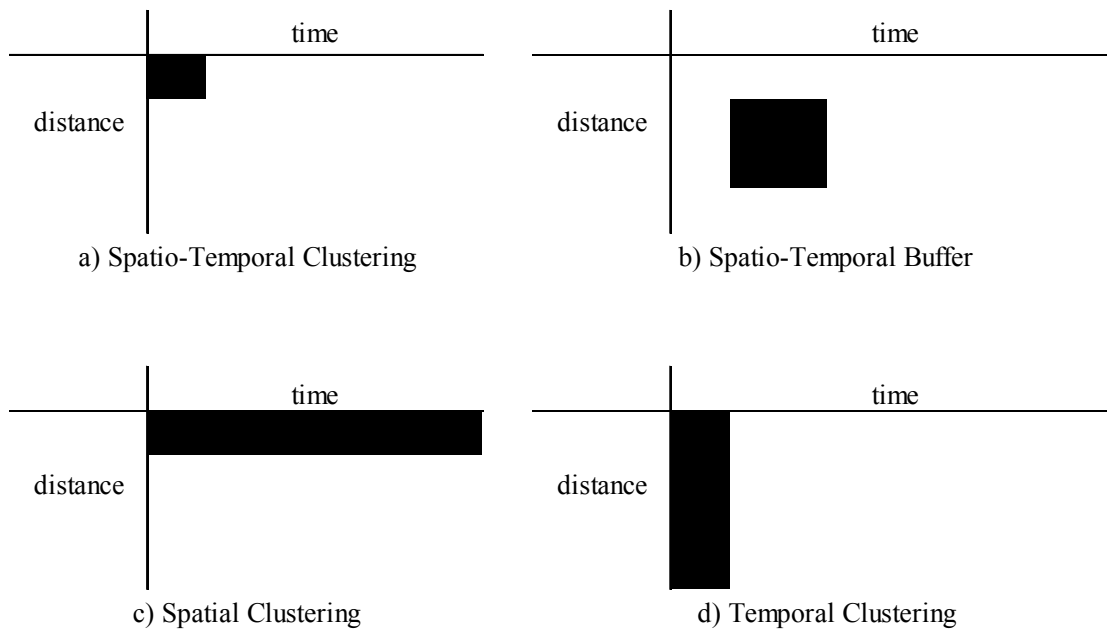 time
distance
a) Spatio-Temporal Clustering
time
distance
b) Spatio-Temporal Buffer
time
distance
c) Spatial Clustering
time
distance
d) Temporal Clustering